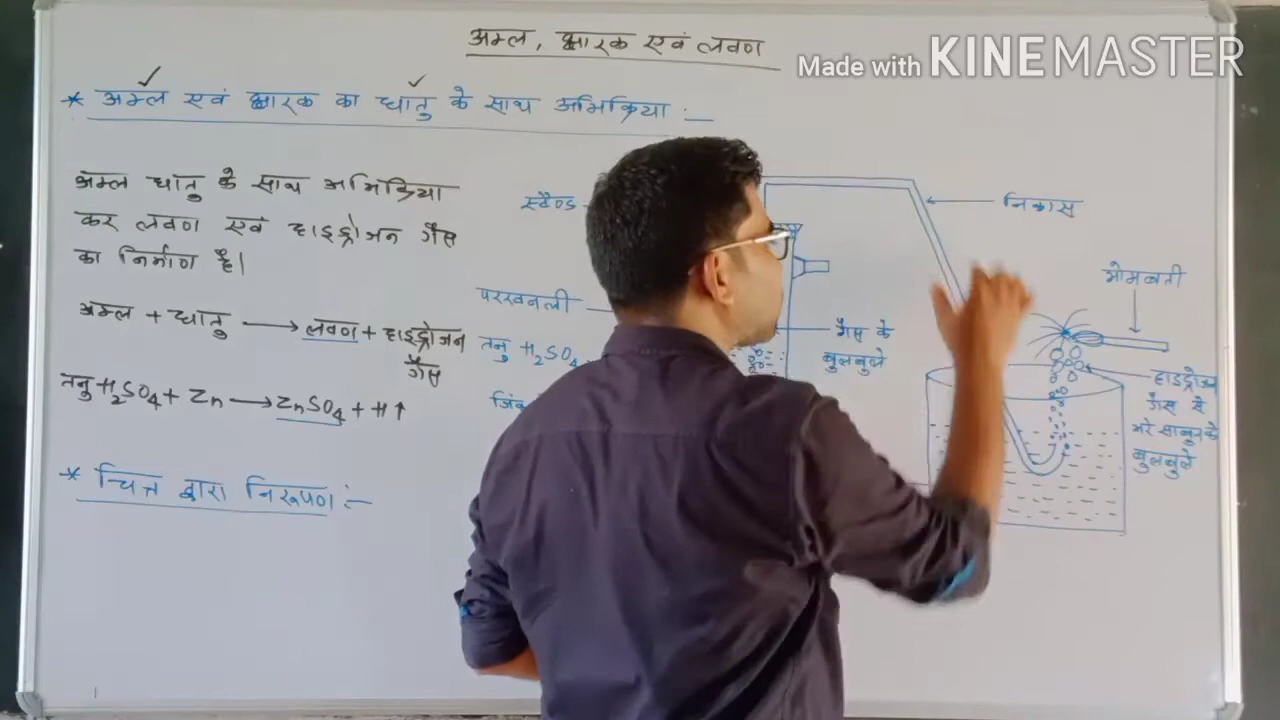 अम्ल, क्षारक एवं लवण
Made with KINEMASTER
* अम्ल एवं क्षारक का धातु के साथ अभिक्रिया :-
अम्ल धातु के साथ अभिक्रिया
कर लवण एवं हाइड्रोजन गैस
का निर्माण है।
अम्ल + धातु ⟶ लवण + हाइड्रोजन
गैस
तनु H₂SO₄ + Zn ⟶ ZnSO₄ + H↑
* चित्र द्वारा निरूपण :-
स्टैण्ड
परखनली
तनु H₂SO₄
गैस के
बुलबुले
निकास
मोमबती
हाइड्रोजन
गैस से
भरे साबुन के
बुलबुले